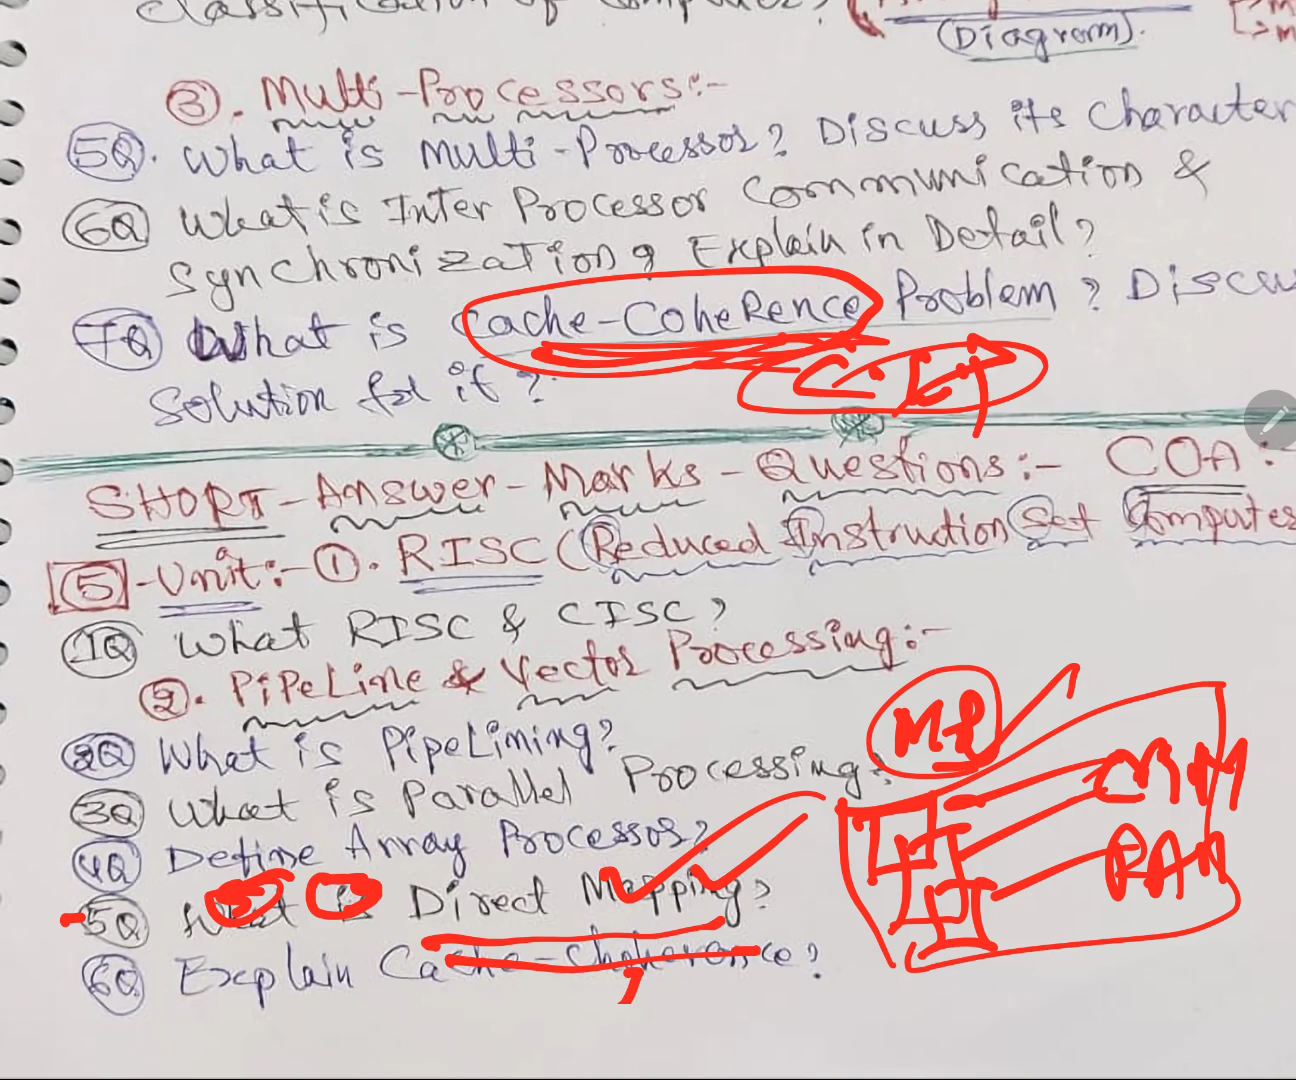 Classification of Computer?
(Diagram).
③. Multi-Processors:-
5Q. What is Multi-Processor? Discuss its Character
6Q What is Inter Processor Communication &
Synchronization? Explain in Detail?
7Q What is Cache-Coherence Problem? Discu
Solution for it?
SHORT-Answer-Marks-Questions:- COA:
5-Unit:- ①. RISC (Reduced Instruction Set Computer
1Q What RISC & CISC?
②. PiPeLine & Vector Processing:-
2Q What is PipeLining?
3Q What is Parallel Processing?
4Q Define Array Processor?
5Q What is Direct Mapping?
6Q Explain Cache-Choherence?
MP
RAM